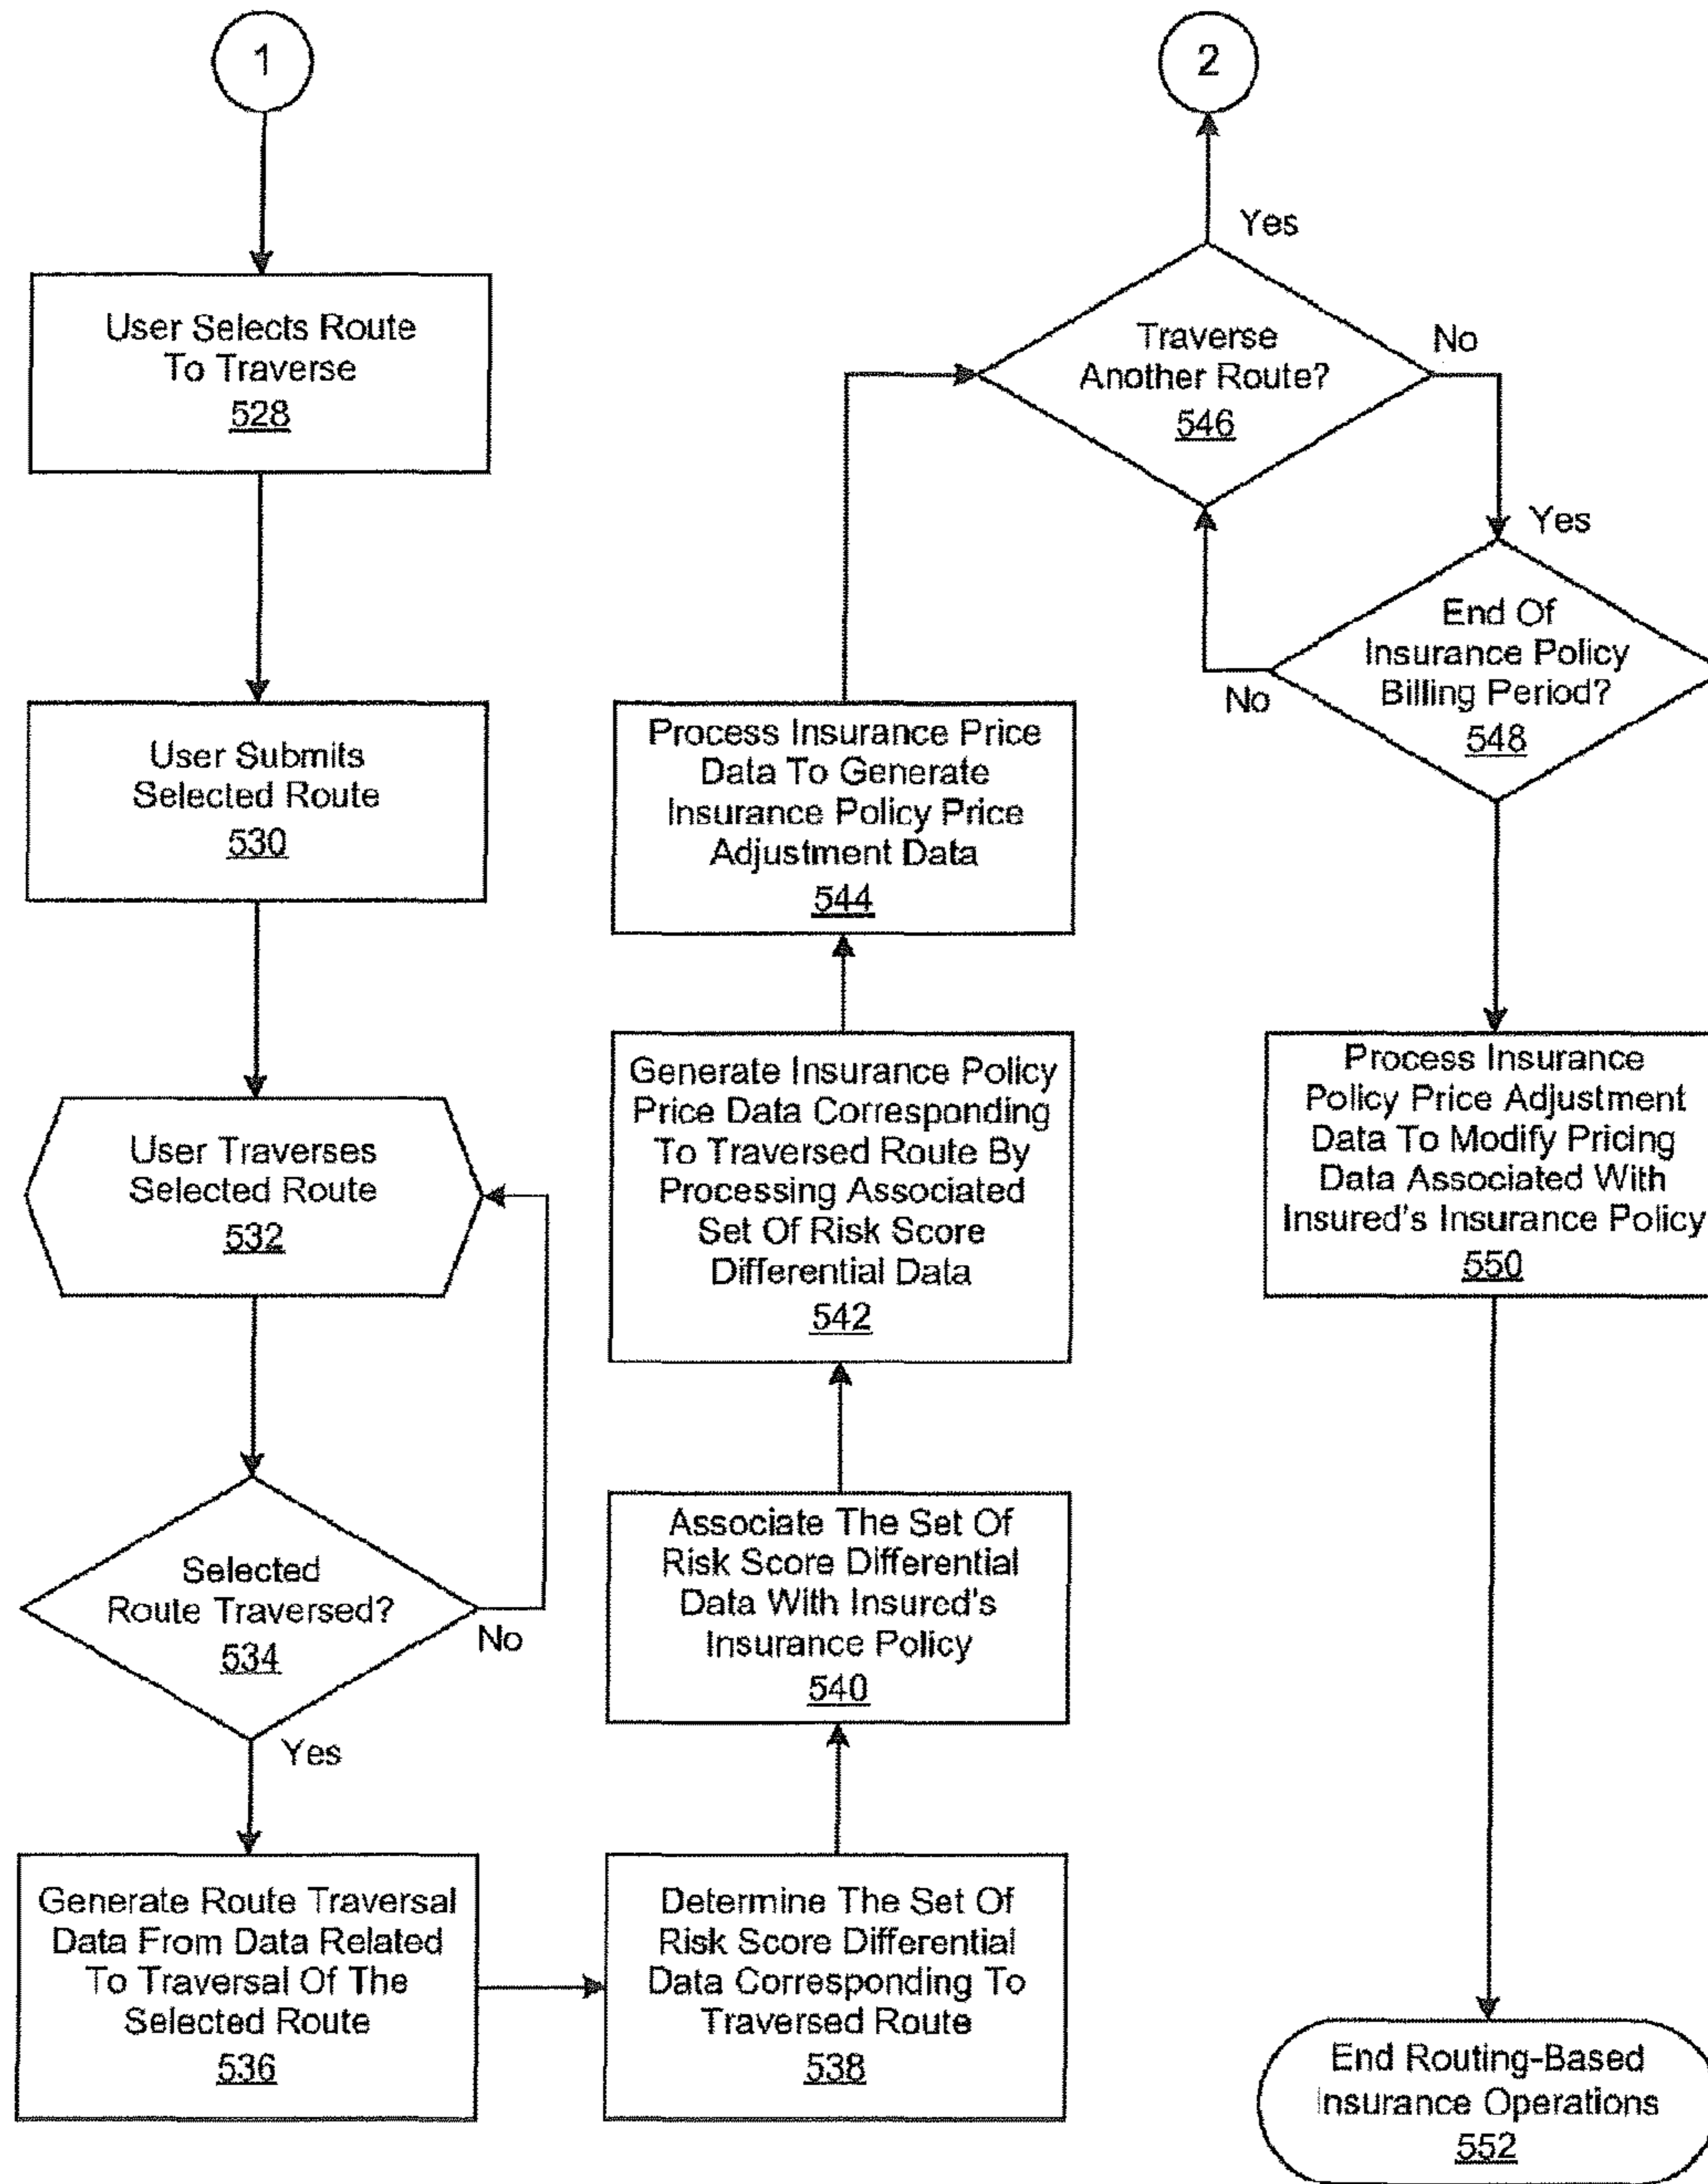 1
User Selects Route
To Traverse
528
User Submits
Selected Route
530
User Traverses
Selected Route
532
Selected
Route Traversed?
534
No
Yes
Generate Route Traversal
Data From Data Related
To Traversal Of The
Selected Route
536
Determine The Set Of
Risk Score Differential
Data Corresponding To
Traversed Route
538
Associate The Set Of
Risk Score Differential
Data With Insured's
Insurance Policy
540
Generate Insurance Policy
Price Data Corresponding
To Traversed Route By
Processing Associated
Set Of Risk Score
Differential Data
542
Process Insurance Price
Data To Generate
Insurance Policy Price
Adjustment Data
544
2
Yes
Traverse
Another Route?
546
No
Yes
End Of
Insurance Policy
Billing Period?
548
No
Process Insurance
Policy Price Adjustment
Data To Modify Pricing
Data Associated With
Insured's Insurance Policy
550
End Routing-Based
Insurance Operations
552